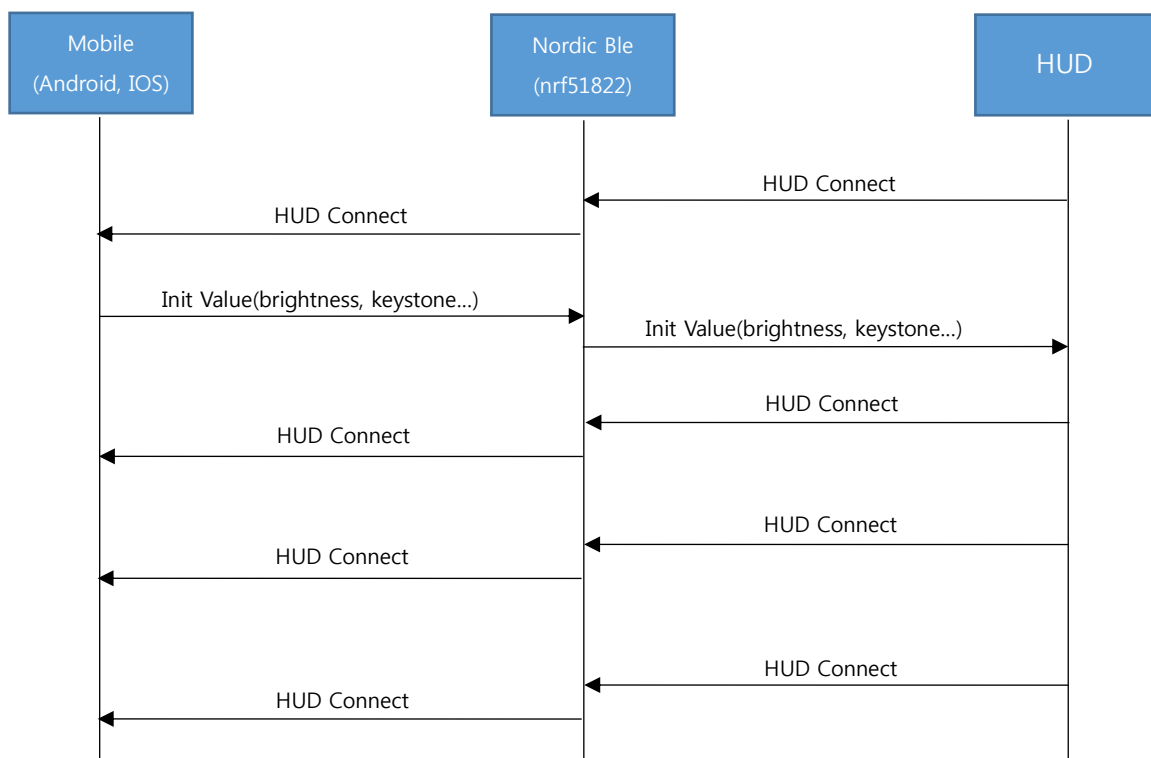 Mobile
(Android, IOS)
Nordic Ble
(nrf51822)
HUD
HUD Connect
HUD Connect
Init Value(brightness, keystone...)
Init Value(brightness, keystone...)
HUD Connect
HUD Connect
HUD Connect
HUD Connect
HUD Connect
HUD Connect